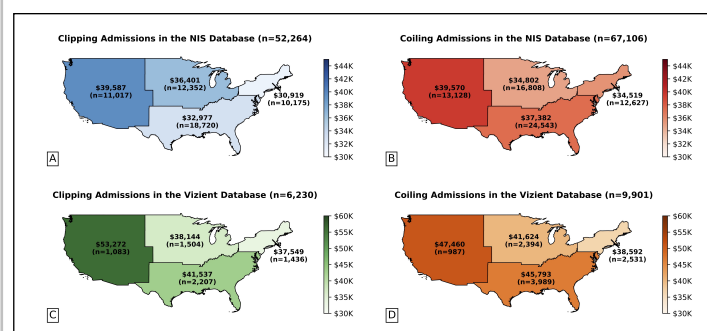 Clipping Admissions in the NIS Database (n=52,264)
$39,587
(n=11,017)
$36,401
(n=12,352)
$30,919
(n=10,175)
$32,977
(n=18,720)
$44K
$42K
$40K
$38K
$36K
$34K
$32K
$30K
A
Coiling Admissions in the NIS Database (n=67,106)
$39,570
(n=13,128)
$34,802
(n=16,808)
$34,519
(n=12,627)
$37,382
(n=24,543)
$44K
$42K
$40K
$38K
$36K
$34K
$32K
$30K
B
Clipping Admissions in the Vizient Database (n=6,230)
$53,272
(n=1,083)
$38,144
(n=1,504)
$37,549
(n=1,436)
$41,537
(n=2,207)
$60K
$55K
$50K
$45K
$40K
$35K
$30K
C
Coiling Admissions in the Vizient Database (n=9,901)
$47,460
(n=987)
$41,624
(n=2,394)
$38,592
(n=2,531)
$45,793
(n=3,989)
$60K
$55K
$50K
$45K
$40K
$35K
$30K
D